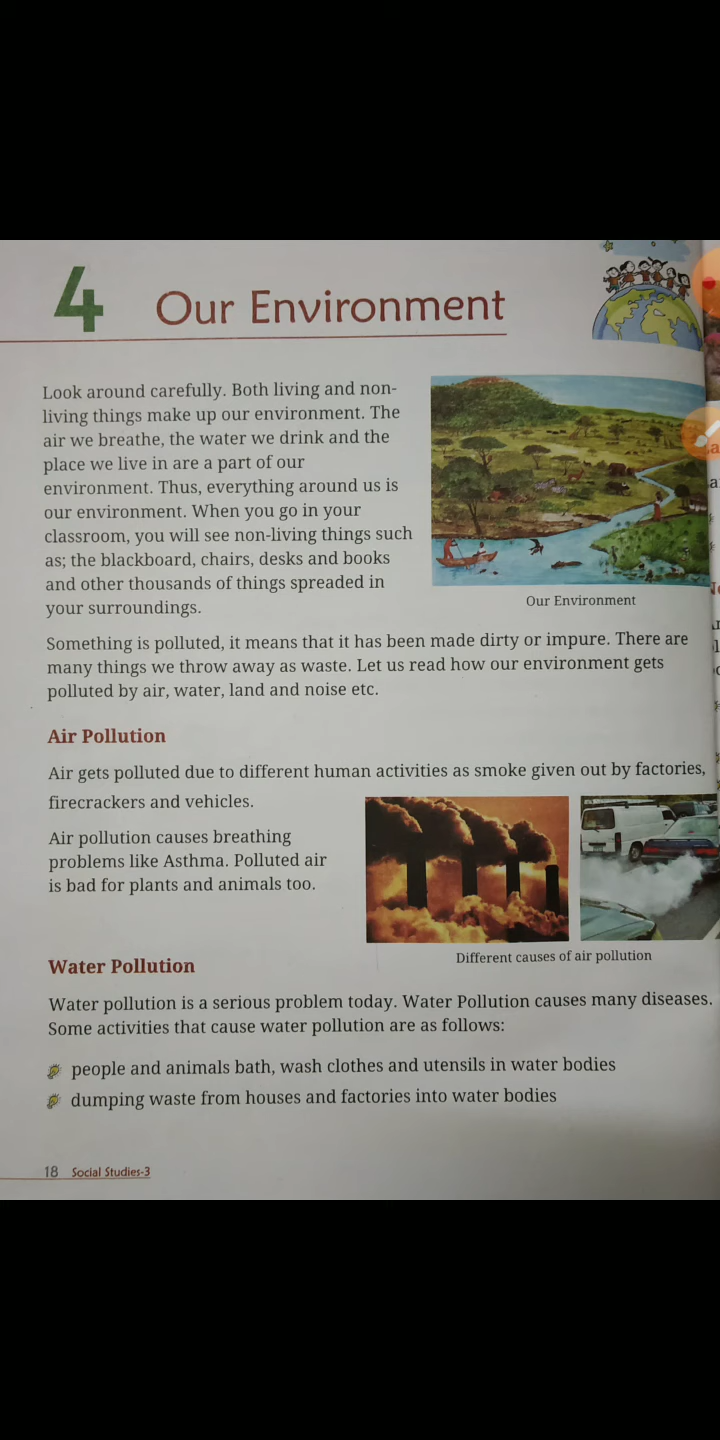 4 Our Environment
Look around carefully. Both living and non-
living things make up our environment. The
air we breathe, the water we drink and the
place we live in are a part of our
environment. Thus, everything around us is
our environment. When you go in your
classroom, you will see non-living things such
as; the blackboard, chairs, desks and books
and other thousands of things spreaded in
your surroundings.
Our Environment
Something is polluted, it means that it has been made dirty or impure. There are
many things we throw away as waste. Let us read how our environment gets
polluted by air, water, land and noise etc.
Air Pollution
Air gets polluted due to different human activities as smoke given out by factories,
firecrackers and vehicles.
Air pollution causes breathing
problems like Asthma. Polluted air
is bad for plants and animals too.
Different causes of air pollution
Water Pollution
Water pollution is a serious problem today. Water Pollution causes many diseases.
Some activities that cause water pollution are as follows:
people and animals bath, wash clothes and utensils in water bodies
dumping waste from houses and factories into water bodies
18 Social Studies-3